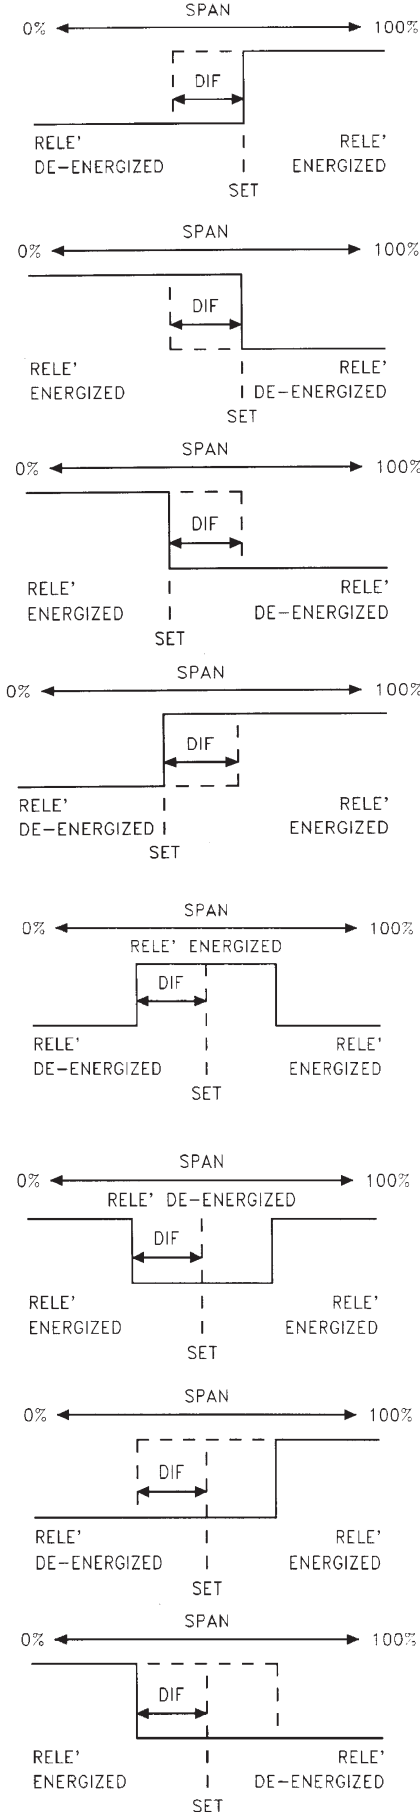 SPAN
0% 100%
DIF
RELE' RELE'
DE-ENERGIZED ENERGIZED
SET
SPAN
0% 100%
DIF
RELE' RELE'
ENERGIZED DE-ENERGIZED
SET
SPAN
0% 100%
DIF
RELE' RELE'
ENERGIZED DE-ENERGIZED
SET
SPAN
0% 100%
DIF
RELE' RELE'
DE-ENERGIZED ENERGIZED
SET
SPAN
0% 100%
RELE' ENERGIZED
DIF
RELE' RELE'
DE-ENERGIZED ENERGIZED
SET
SPAN
0% 100%
RELE' DE-ENERGIZED
DIF
RELE' RELE'
ENERGIZED ENERGIZED
SET
SPAN
0% 100%
DIF
RELE' RELE'
DE-ENERGIZED ENERGIZED
SET
SPAN
0% 100%
DIF
RELE' RELE'
ENERGIZED DE-ENERGIZED
SET